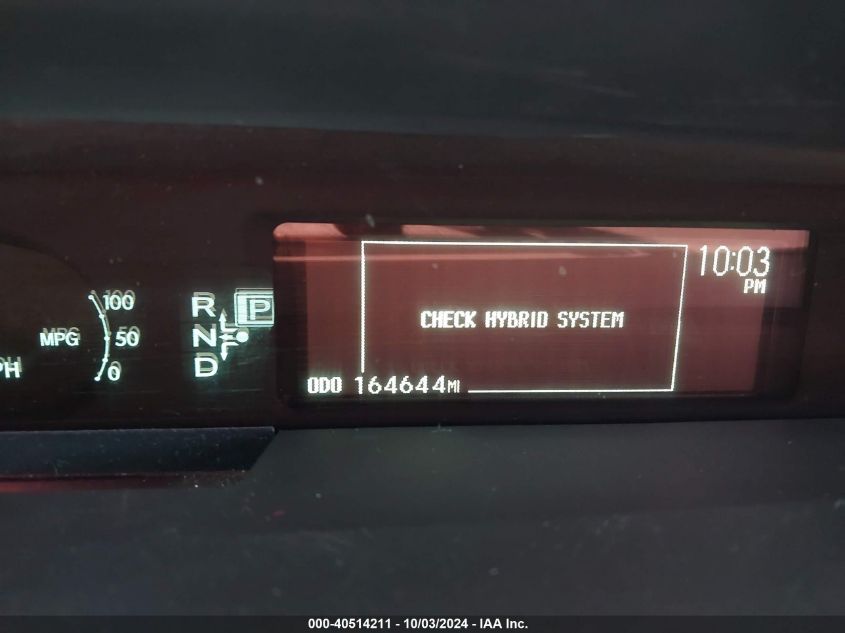 10:03
PM
100
MPG 50
0
PH
R P
N
D
CHECK HYBRID SYSTEM
ODO 164644MI
000-40514211 - 10/03/2024 - IAA Inc.